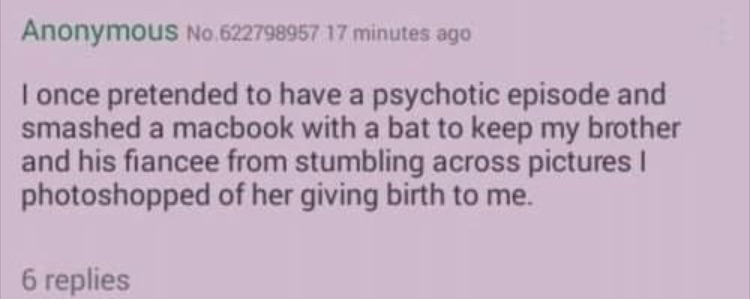 Anonymous No.622798957 17 minutes ago
I once pretended to have a psychotic episode and
smashed a macbook with a bat to keep my brother
and his fiancee from stumbling across pictures I
photoshopped of her giving birth to me.
6 replies